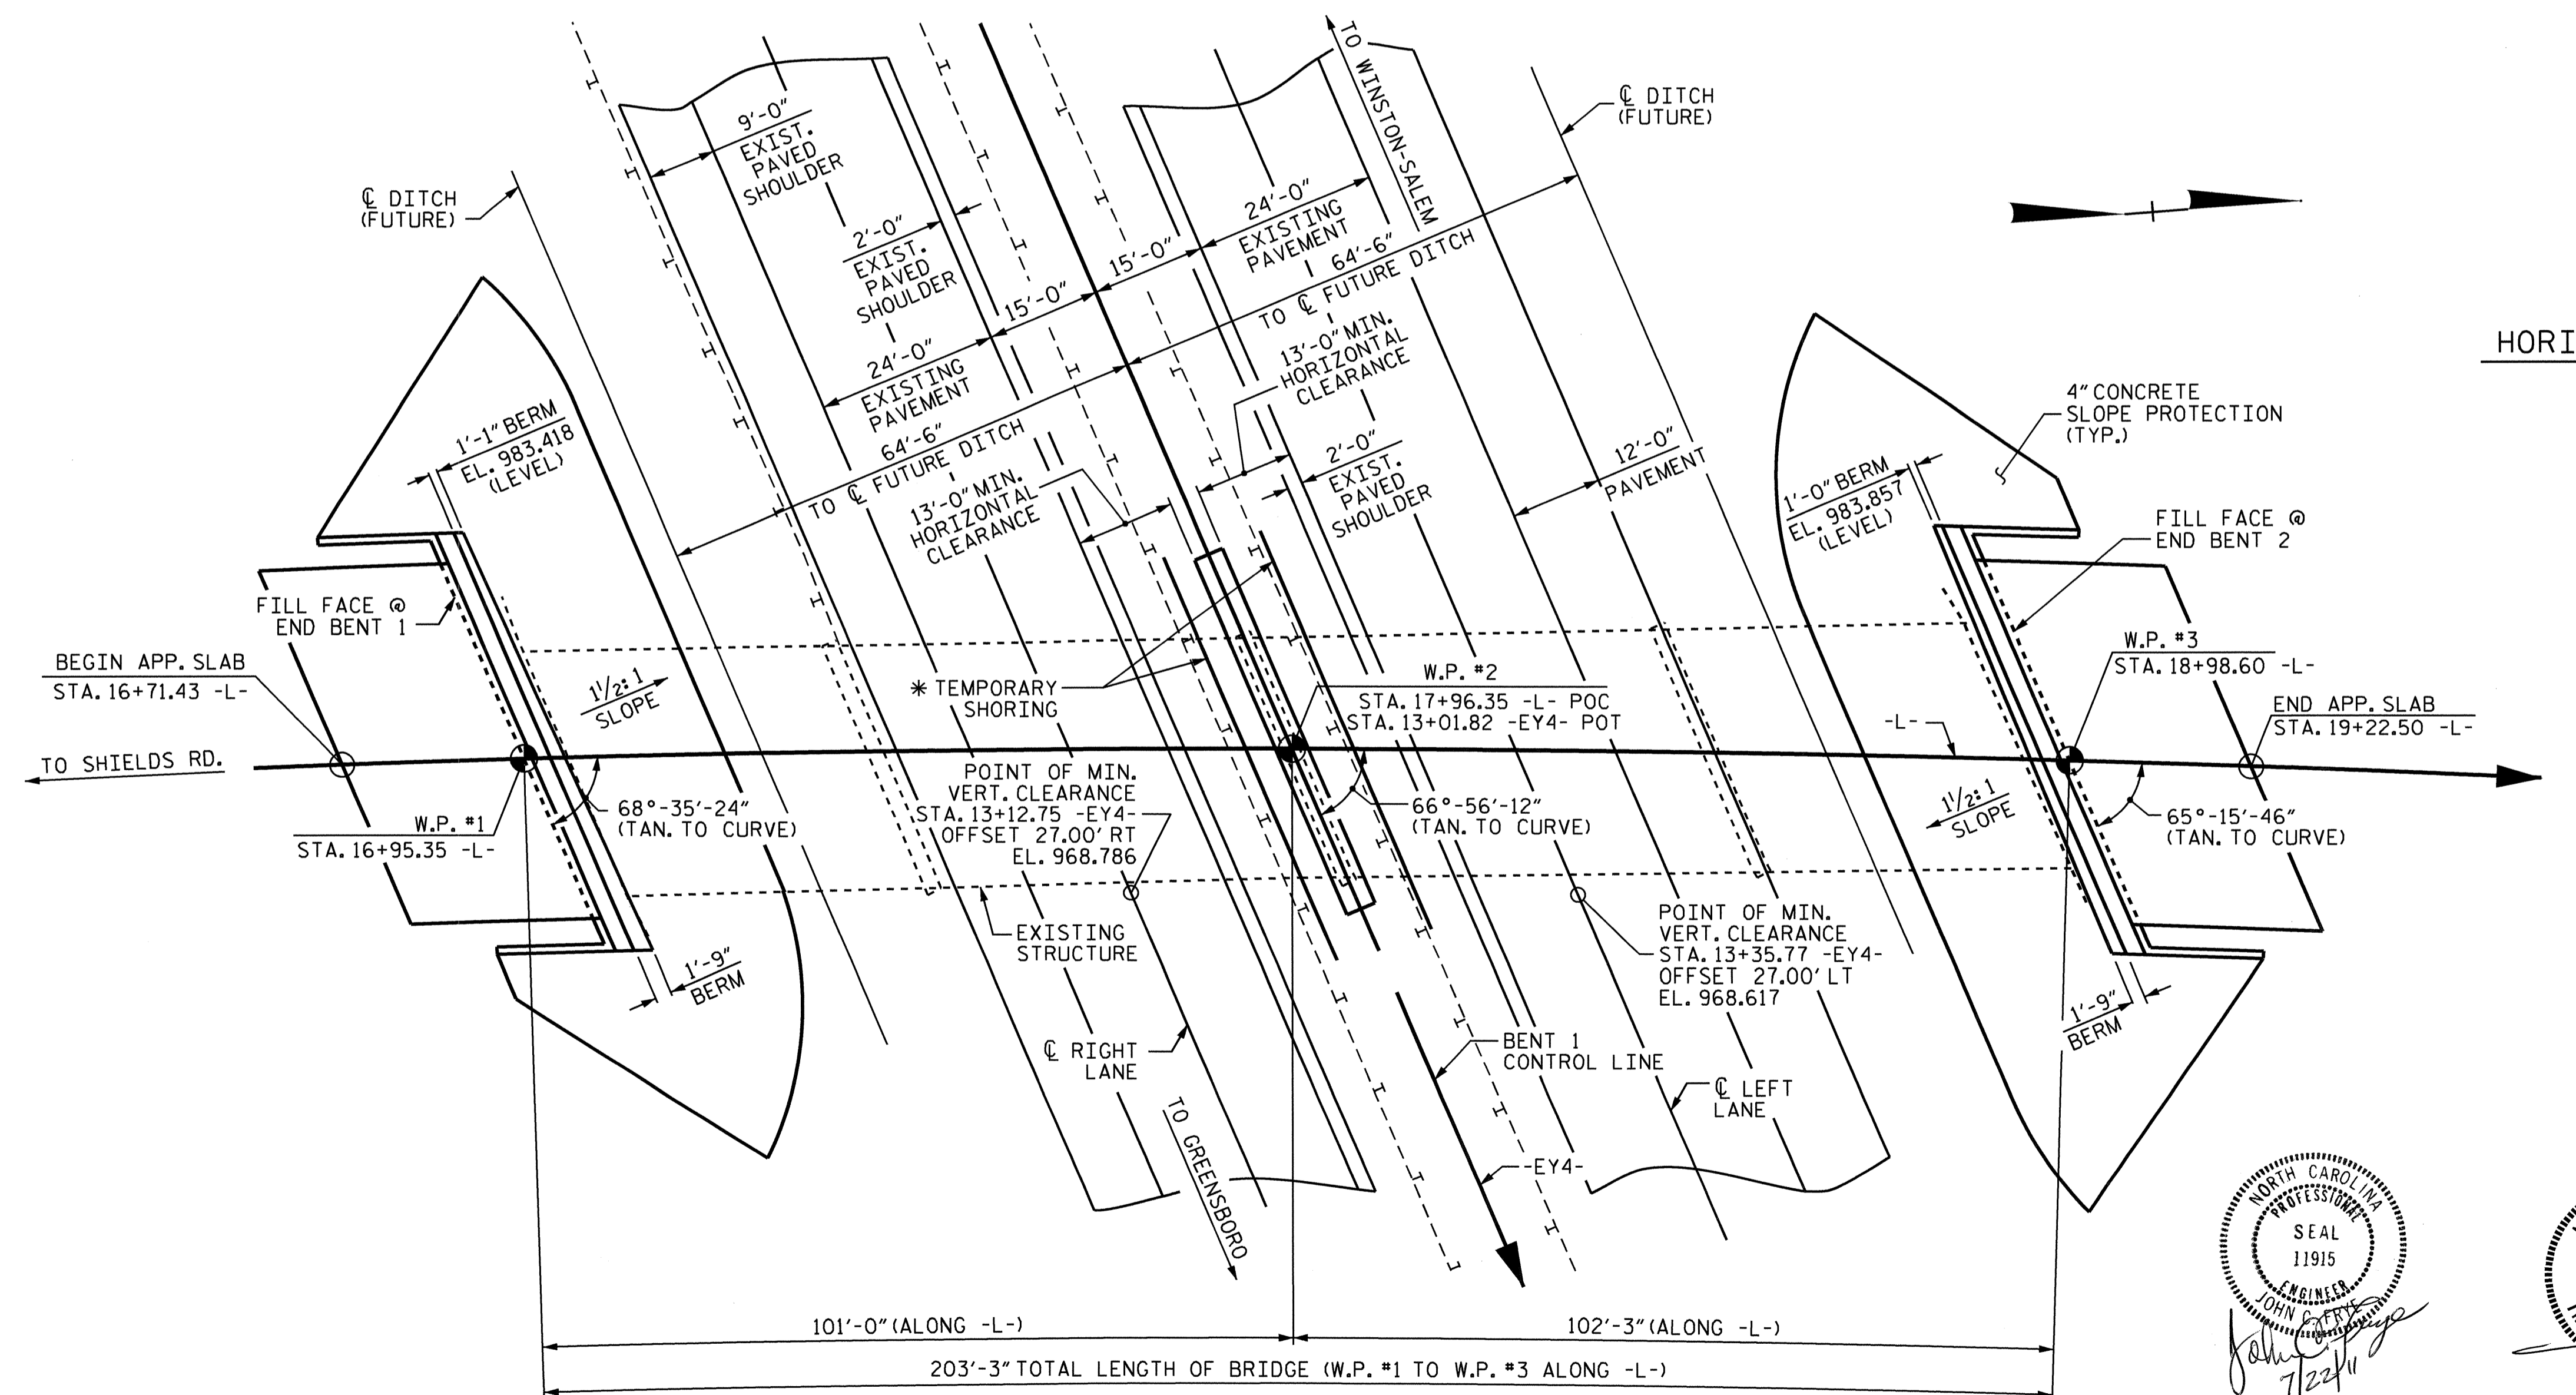 TO WINSTON-SALEM
℄ DITCH
(FUTURE)
9'-0"
EXIST.
PAVED
SHOULDER
℄ DITCH
(FUTURE)
2'-0"
EXIST.
PAVED
SHOULDER
24'-0"
EXISTING
PAVEMENT
15'-0"
15'-0"
64'-6"
TO ℄ FUTURE DITCH
13'-0" MIN.
HORIZONTAL
CLEARANCE
24'-0"
EXISTING
PAVEMENT
HORI
4" CONCRETE
SLOPE PROTECTION
(TYP.)
1'-1" BERM
EL. 983.418
(LEVEL)
64'-6"
TO ℄ FUTURE DITCH
13'-0" MIN.
HORIZONTAL
CLEARANCE
2'-0"
EXIST.
PAVED
SHOULDER
12'-0"
PAVEMENT
1'-0" BERM
EL. 983.857
(LEVEL)
FILL FACE @
END BENT 2
FILL FACE @
END BENT 1
BEGIN APP. SLAB
STA. 16+71.43 -L-
1½: 1
SLOPE
* TEMPORARY
SHORING
W.P. #2
STA. 17+96.35 -L- POC
STA. 13+01.82 -EY4- POT
W.P. #3
STA. 18+98.60 -L-
END APP. SLAB
STA. 19+22.50 -L-
-L-
TO SHIELDS RD.
W.P. #1
STA. 16+95.35 -L-
68°-35'-24"
(TAN. TO CURVE)
POINT OF MIN.
VERT. CLEARANCE
STA. 13+12.75 -EY4-
OFFSET 27.00' RT
EL. 968.786
66°-56'-12"
(TAN. TO CURVE)
1½: 1
SLOPE
65°-15'-46"
(TAN. TO CURVE)
EXISTING
STRUCTURE
POINT OF MIN.
VERT. CLEARANCE
STA. 13+35.77 -EY4-
OFFSET 27.00' LT
EL. 968.617
1'-9"
BERM
1'-9"
BERM
℄ RIGHT
LANE
BENT 1
CONTROL LINE
℄ LEFT
LANE
TO GREENSBORO
-EY4-
NORTH CAROLINA
PROFESSIONAL
SEAL
11915
ENGINEER
JOHN C. FRYE
John C. Frye
7/22/11
101'-0" (ALONG -L-)
102'-3" (ALONG -L-)
203'-3" TOTAL LENGTH OF BRIDGE (W.P. #1 TO W.P. #3 ALONG -L-)